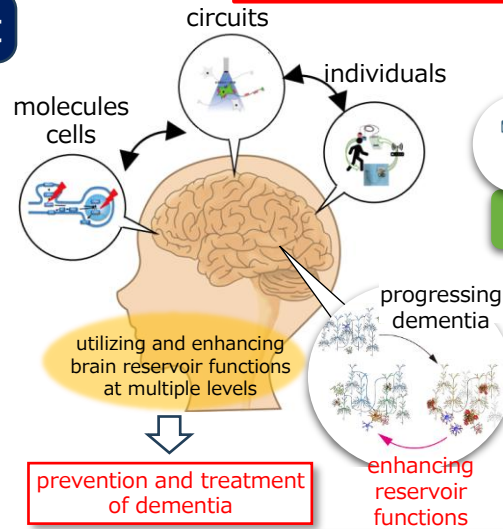 circuits
individuals
molecules
cells
progressing
dementia
utilizing and enhancing
brain reservoir functions
at multiple levels
enhancing
reservoir
functions
prevention and treatment
of dementia